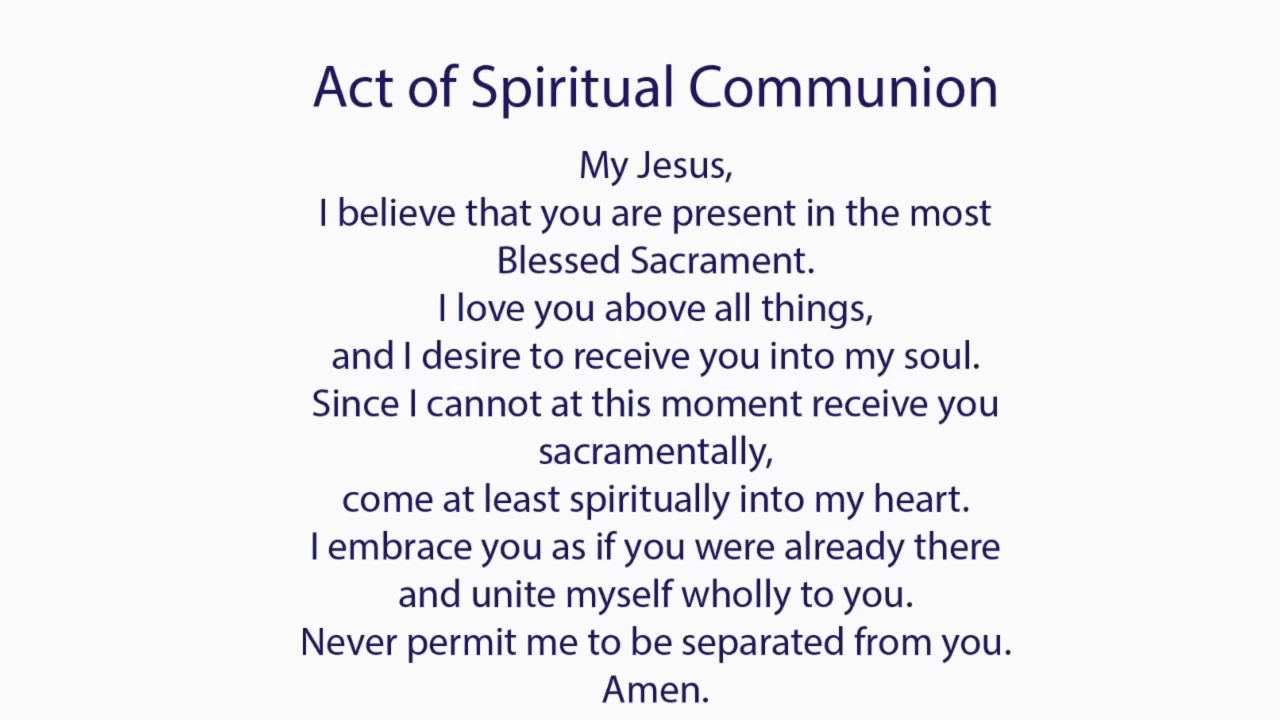 Act of Spiritual Communion
My Jesus,
I believe that you are present in the most
Blessed Sacrament.
I love you above all things,
and I desire to receive you into my soul.
Since I cannot at this moment receive you
sacramentally,
come at least spiritually into my heart.
I embrace you as if you were already there
and unite myself wholly to you.
Never permit me to be separated from you.
Amen.